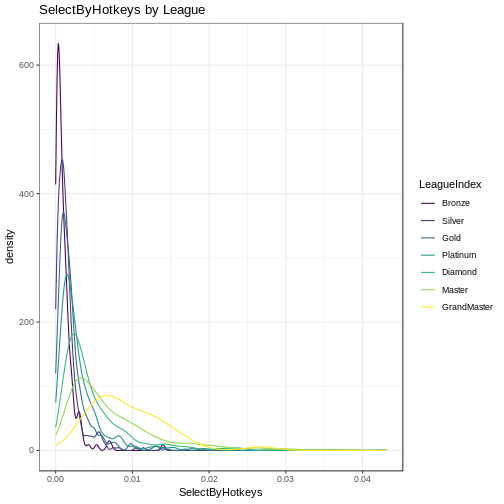 SelectByHotkeys by League
600
400
200
0
density
0.00
0.01
0.02
0.03
0.04
SelectByHotkeys
LeagueIndex
Bronze
Silver
Gold
Platinum
Diamond
Master
GrandMaster